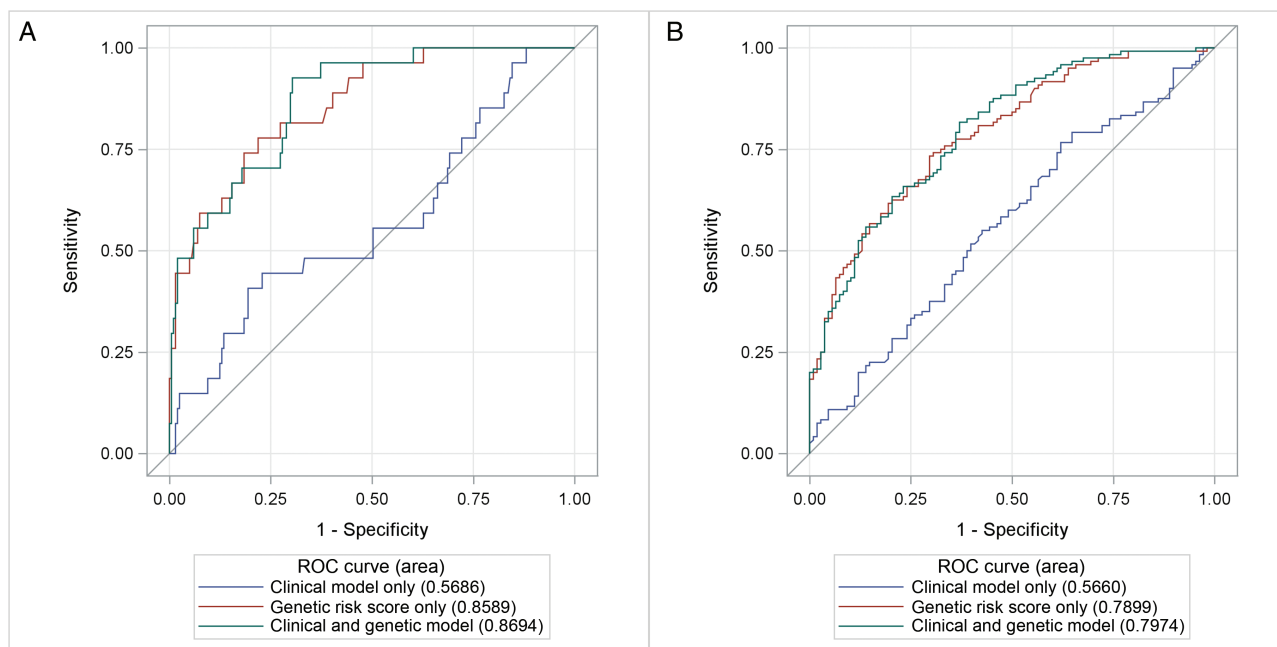 A
1.00
0.75
0.50
0.25
0.00
Sensitivity
0.00 0.25 0.50 0.75 1.00
1 - Specificity
ROC curve (area)
Clinical model only (0.5686)
Genetic risk score only (0.8589)
Clinical and genetic model (0.8694)
B
1.00
0.75
0.50
0.25
0.00
Sensitivity
0.00 0.25 0.50 0.75 1.00
1 - Specificity
ROC curve (area)
Clinical model only (0.5660)
Genetic risk score only (0.7899)
Clinical and genetic model (0.7974)